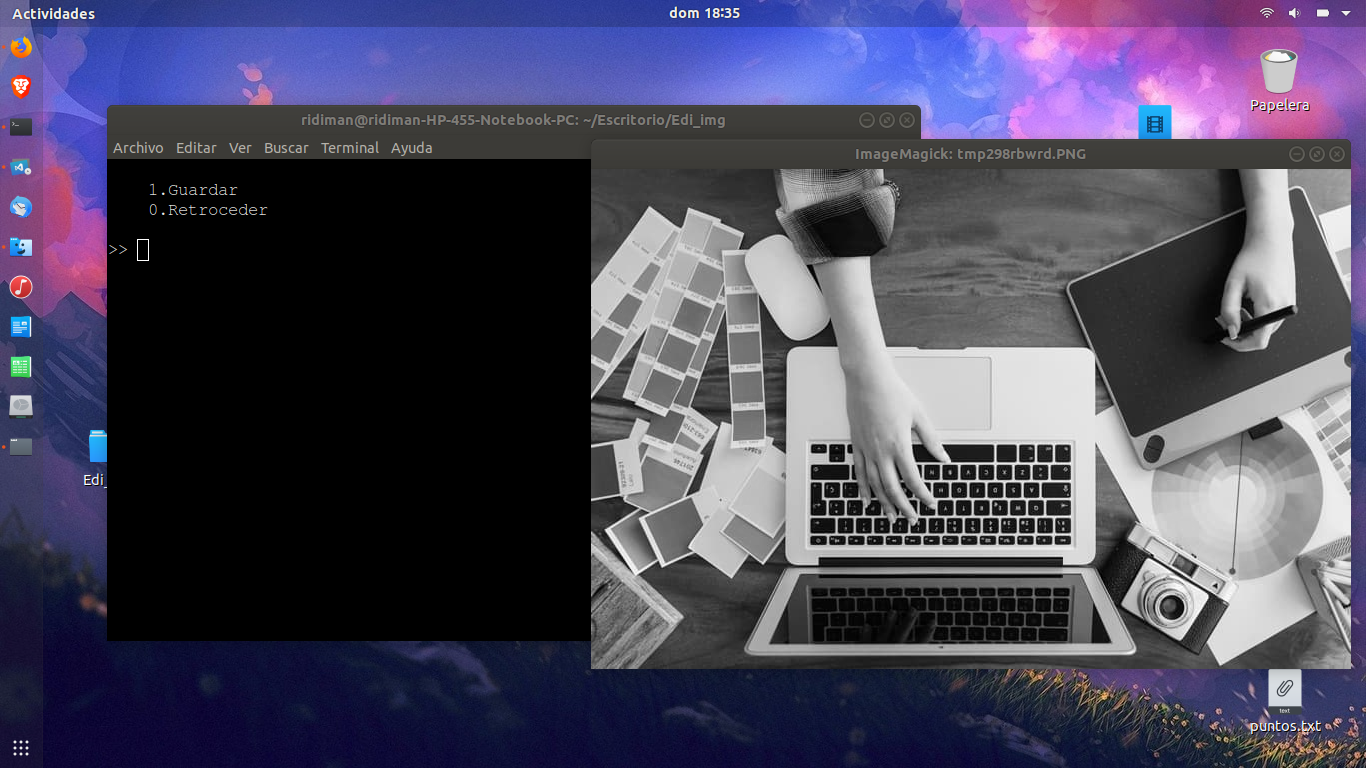 Actividades
dom 18:35
Papelera
ridiman@ridiman-HP-455-Notebook-PC: ~/Escritorio/Edi_img
Archivo Editar Ver Buscar Terminal Ayuda
1.Guardar
0.Retroceder
>>
ImageMagick: tmp298rbwrd.PNG
Edi_
text
puntos.txt